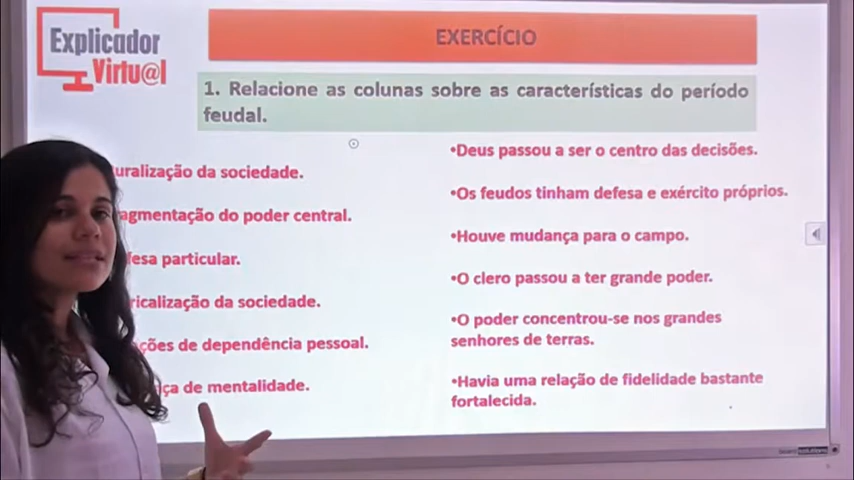 Explicador
Virtu@l
EXERCÍCIO
1. Relacione as colunas sobre as características do período
feudal.
uralização da sociedade.
agmentação do poder central.
fesa particular.
ricalização da sociedade.
ações de dependência pessoal.
ça de mentalidade.
•Deus passou a ser o centro das decisões.
•Os feudos tinham defesa e exército próprios.
•Houve mudança para o campo.
•O clero passou a ter grande poder.
•O poder concentrou-se nos grandes
senhores de terras.
•Havia uma relação de fidelidade bastante
fortalecida.
board solutions